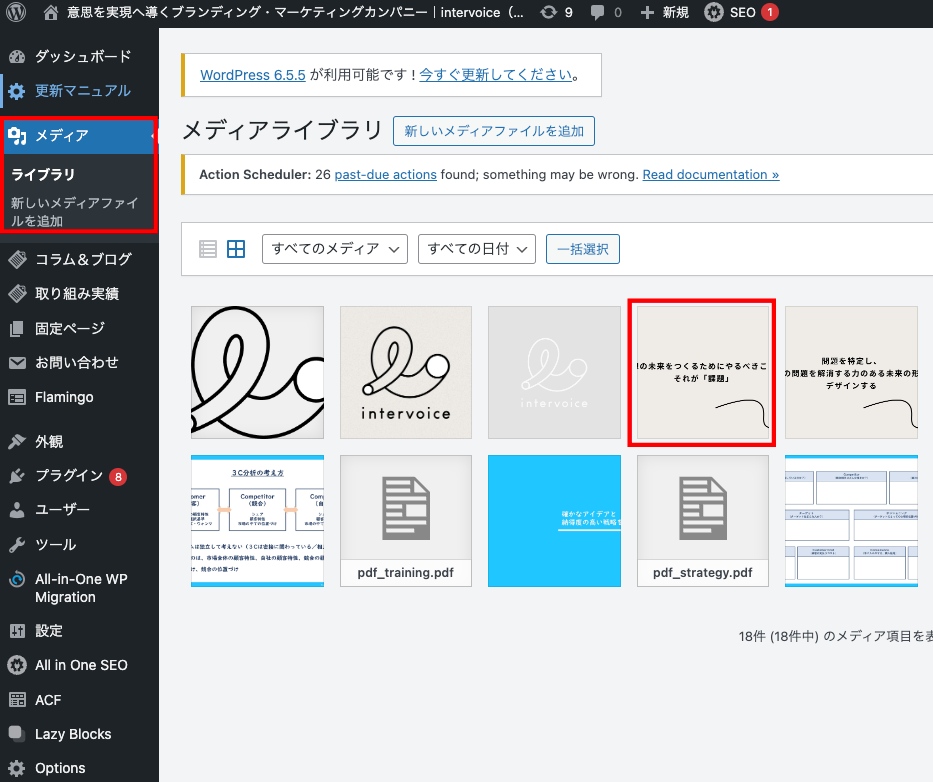 意思を実現へ導くブランディング・マーケティングカンパニー｜intervoice（...
9
0
新規
SEO
1
ダッシュボード
更新マニュアル
メディア
ライブラリ
新しいメディアファイ
ルを追加
コラム＆ブログ
取り組み実績
固定ページ
お問い合わせ
Flamingo
外観
プラグイン 8
ユーザー
ツール
All-in-One WP
Migration
設定
All in One SEO
ACF
Lazy Blocks
Options
WordPress 6.5.5 が利用可能です ! 今すぐ更新してください。
メディアライブラリ
新しいメディアファイルを追加
Action Scheduler: 26 past-due actions found; something may be wrong. Read documentation »
すべてのメディア
すべての日付
一括選択
intervoice
intervoice
の未来をつくるためにやるべきこ
それが「課題」
問題を特定し、
の問題を解消する力のある未来の形
デザインする
３C分析の考え方
Competitor
（競合）
pdf_training.pdf
確かなアイデアと
納得度の高い戦略を
pdf_strategy.pdf
18件 (18件中) のメディア項目を表